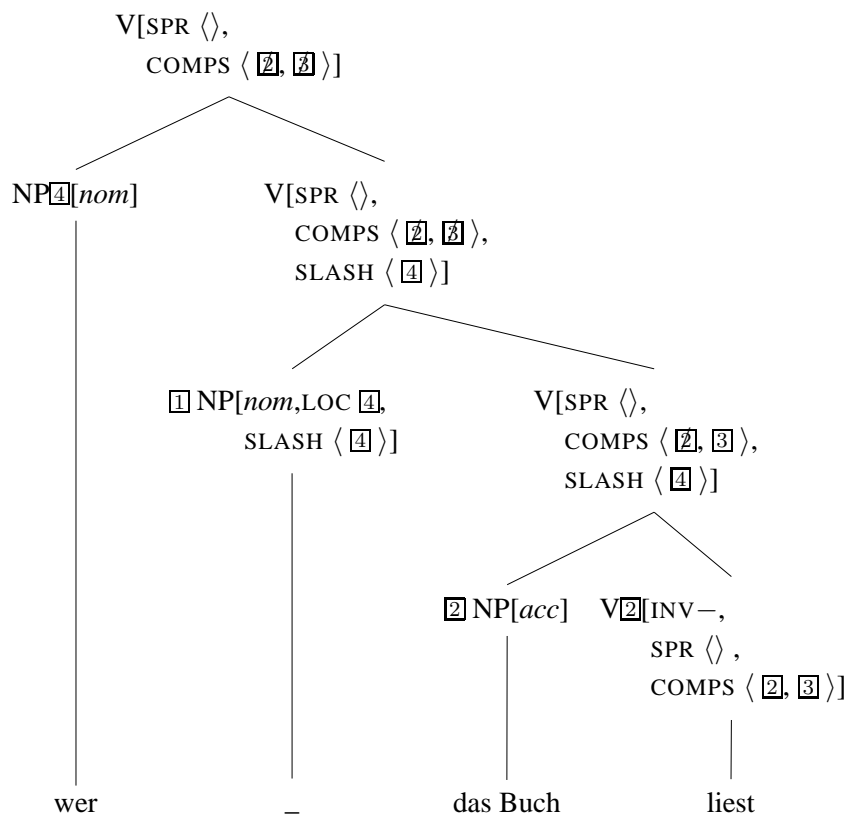 V[SPR ⟨⟩,
COMPS ⟨ 2̸, 3̸ ⟩]
NP4[nom]
V[SPR ⟨⟩,
COMPS ⟨ 2̸, 3̸ ⟩,
SLASH ⟨ 4 ⟩]
1 NP[nom,LOC 4,
SLASH ⟨ 4 ⟩]
V[SPR ⟨⟩,
COMPS ⟨ 2̸, 3 ⟩,
SLASH ⟨ 4 ⟩]
2 NP[acc]
V2[INV−,
SPR ⟨⟩ ,
COMPS ⟨ 2, 3 ⟩]
wer
_
das Buch
liest